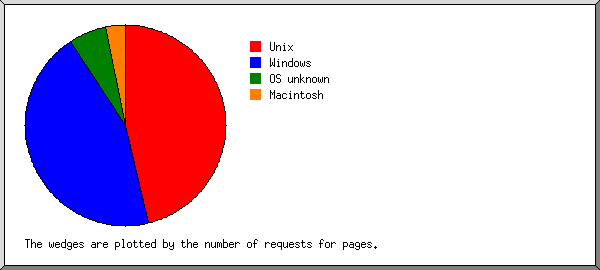 Unix
Windows
OS unknown
Macintosh
The wedges are plotted by the number of requests for pages.